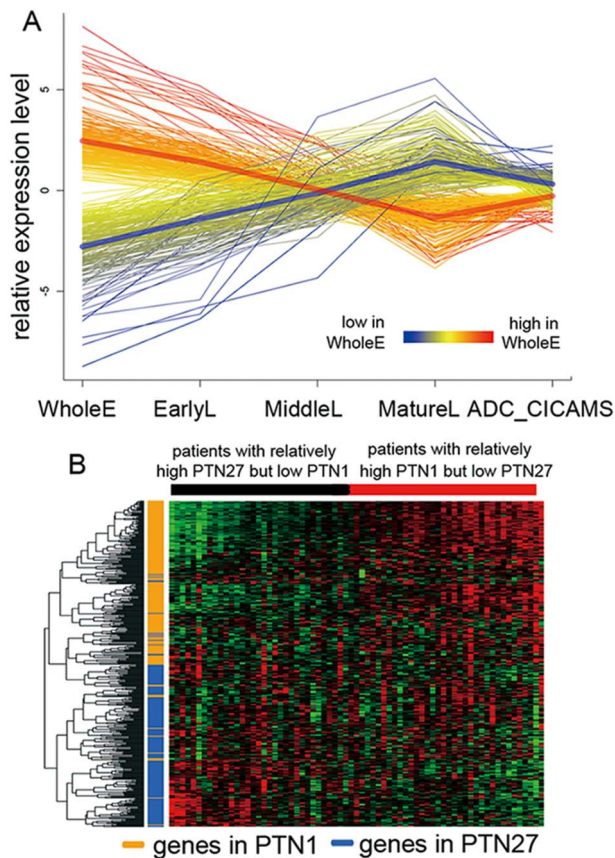 A
relative expression level
5
0
-5
low in
WholeE
high in
WholeE
WholeE EarlyL MiddleL MatureL ADC_CICAMS
B
patients with relatively
high PTN27 but low PTN1
patients with relatively
high PTN1 but low PTN27
genes in PTN1
genes in PTN27